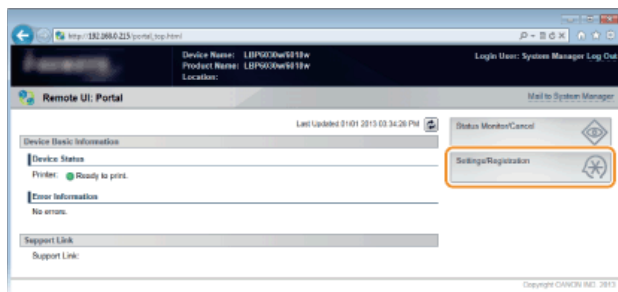 http://192.168.0.215/portal_top.html
Device Name: LBP6030w/6018w
Product Name: LBP6030w/6018w
Location:
Login User: System Manager Log Out
Remote UI: Portal
Mail to System Manager
Last Updated 01/01 2013 03:34:28 PM
Device Basic Information
Device Status
Printer: Ready to print.
Error Information
No errors.
Support Link
Support Link:
Status Monitor/Cancel
Settings/Registration
Copyright CANON INC. 2013